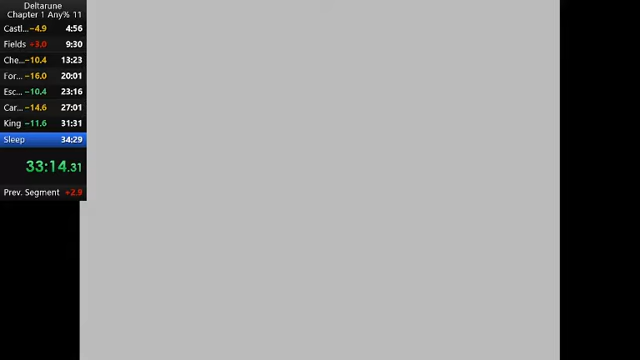 Deltarune
Chapter 1 Any% 11
Castl... −4.9 4:56
Fields +3.0 9:30
Che... −10.4 13:23
For... −16.0 20:01
Esc... −10.4 23:16
Car... −14.6 27:01
King −11.6 31:31
Sleep 34:29
33:14.31
Prev. Segment +2.9